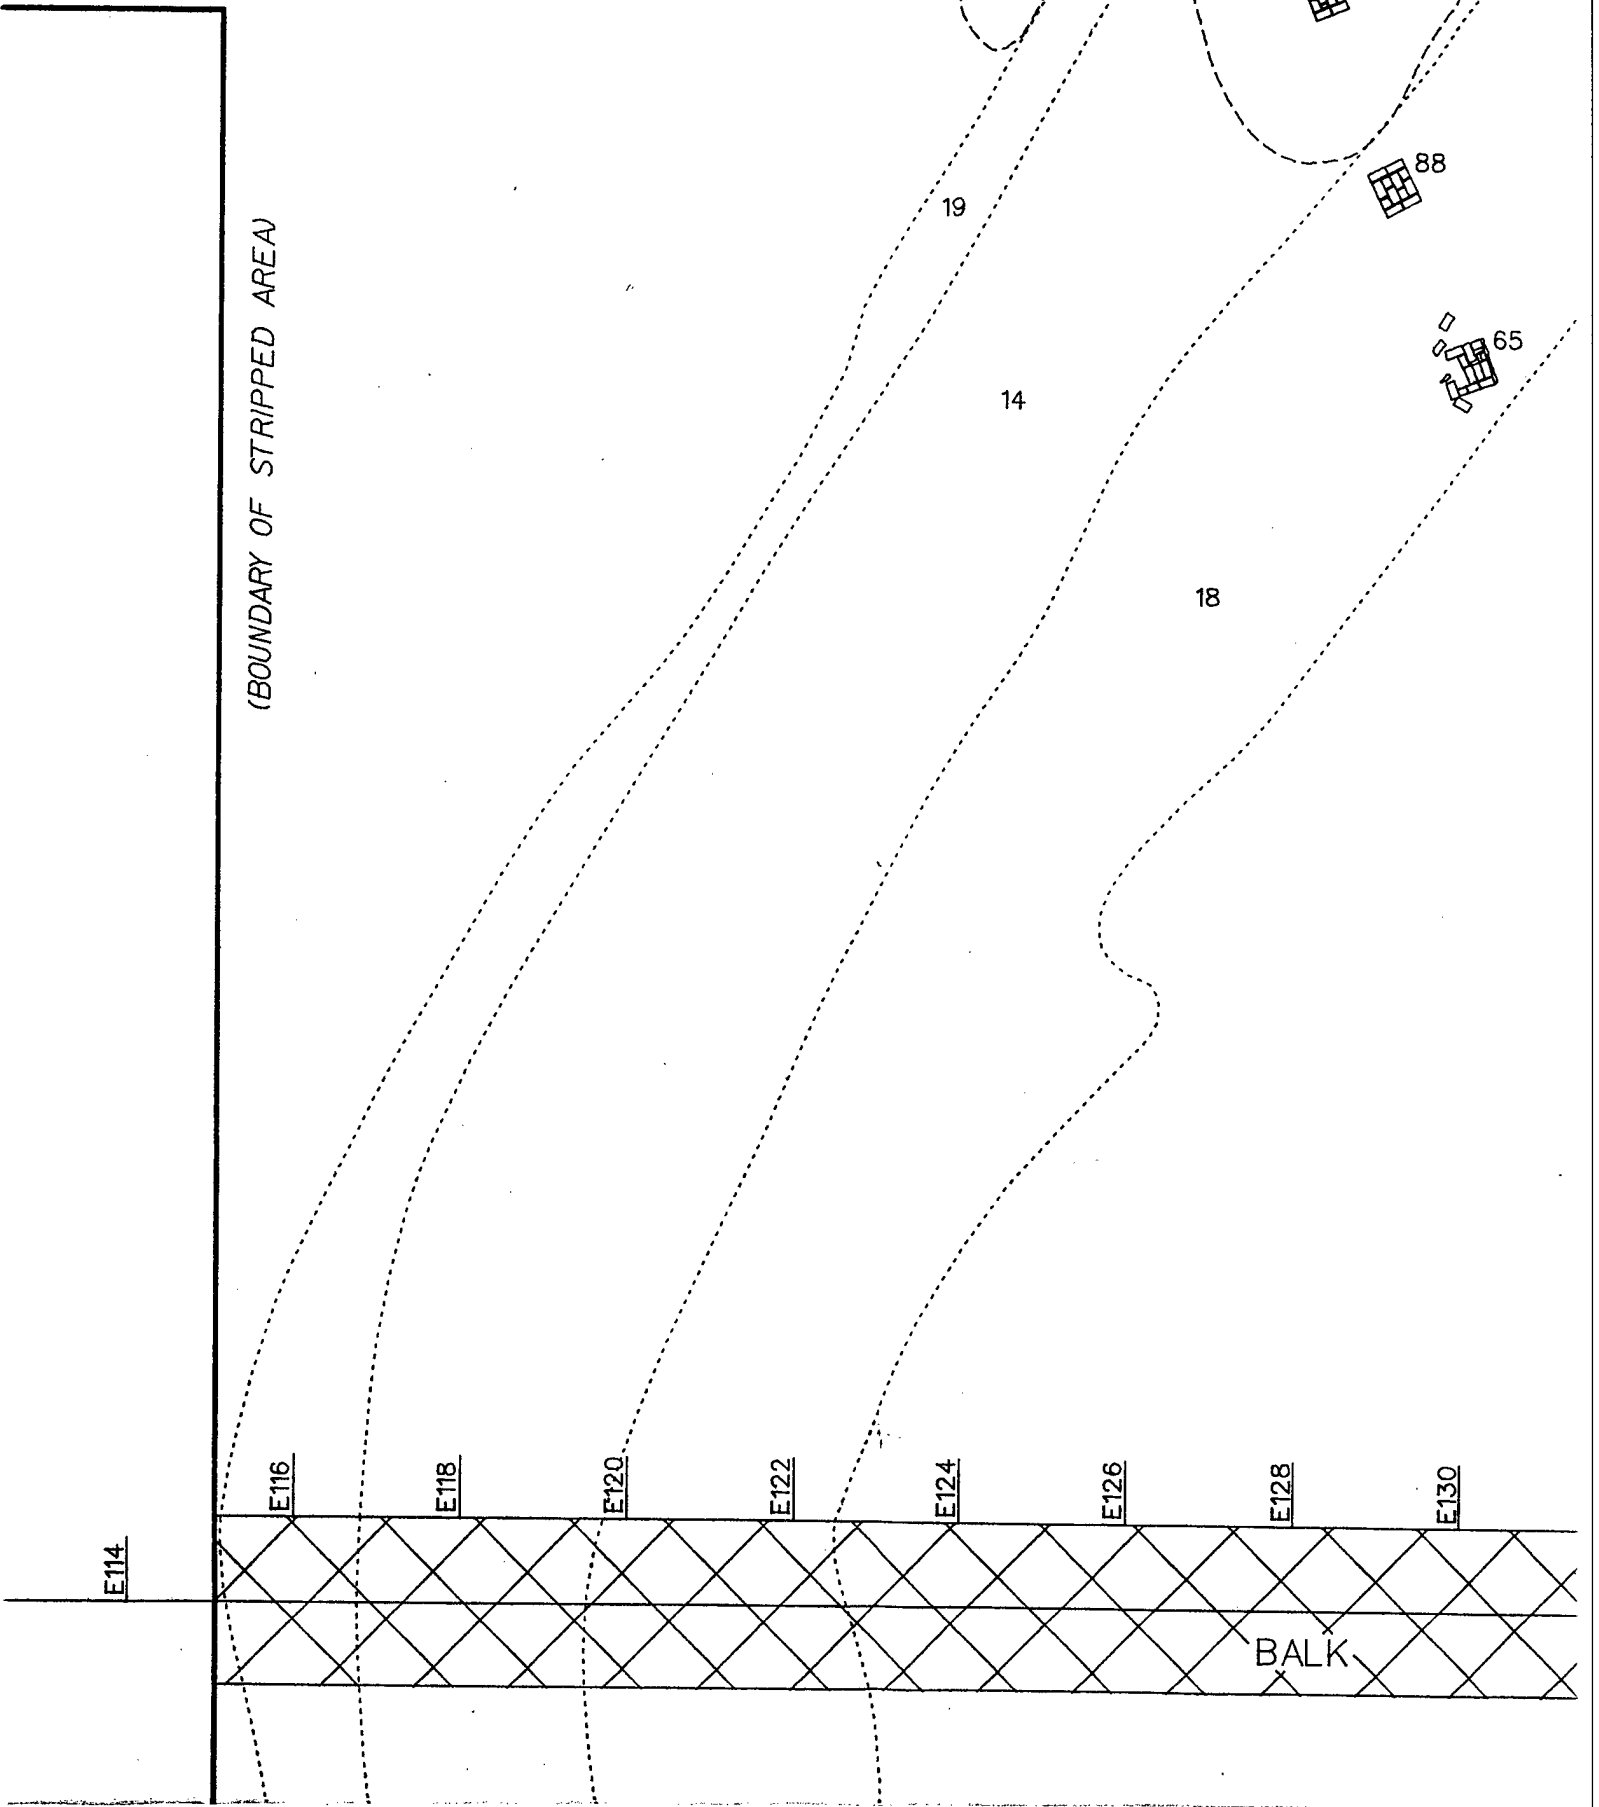 88
19
(BOUNDARY OF STRIPPED AREA)
65
14
18
E116
E118
E120
E122
E124
E126
E128
E130
E114
BALK